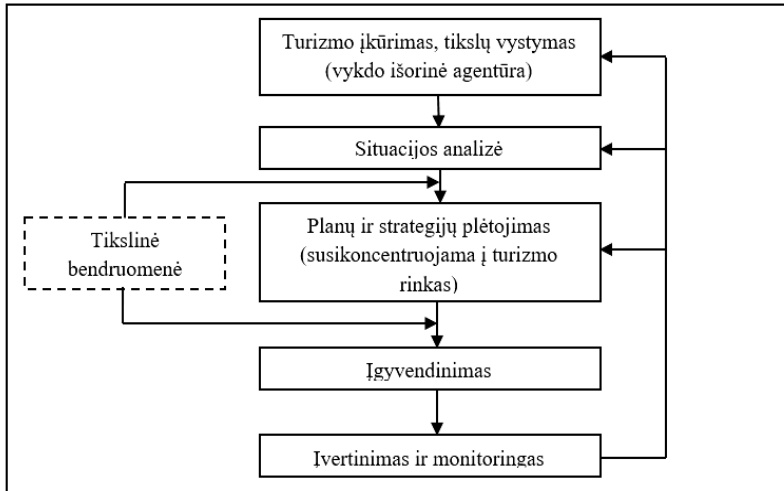 Turizmo įkūrimas, tikslų vystymas
(vykdo išorinė agentūra)
Situacijos analizė
Tikslinė
bendruomenė
Planų ir strategijų plėtojimas
(susikoncentruojama į turizmo
rinkas)
Įgyvendinimas
Įvertinimas ir monitoringas